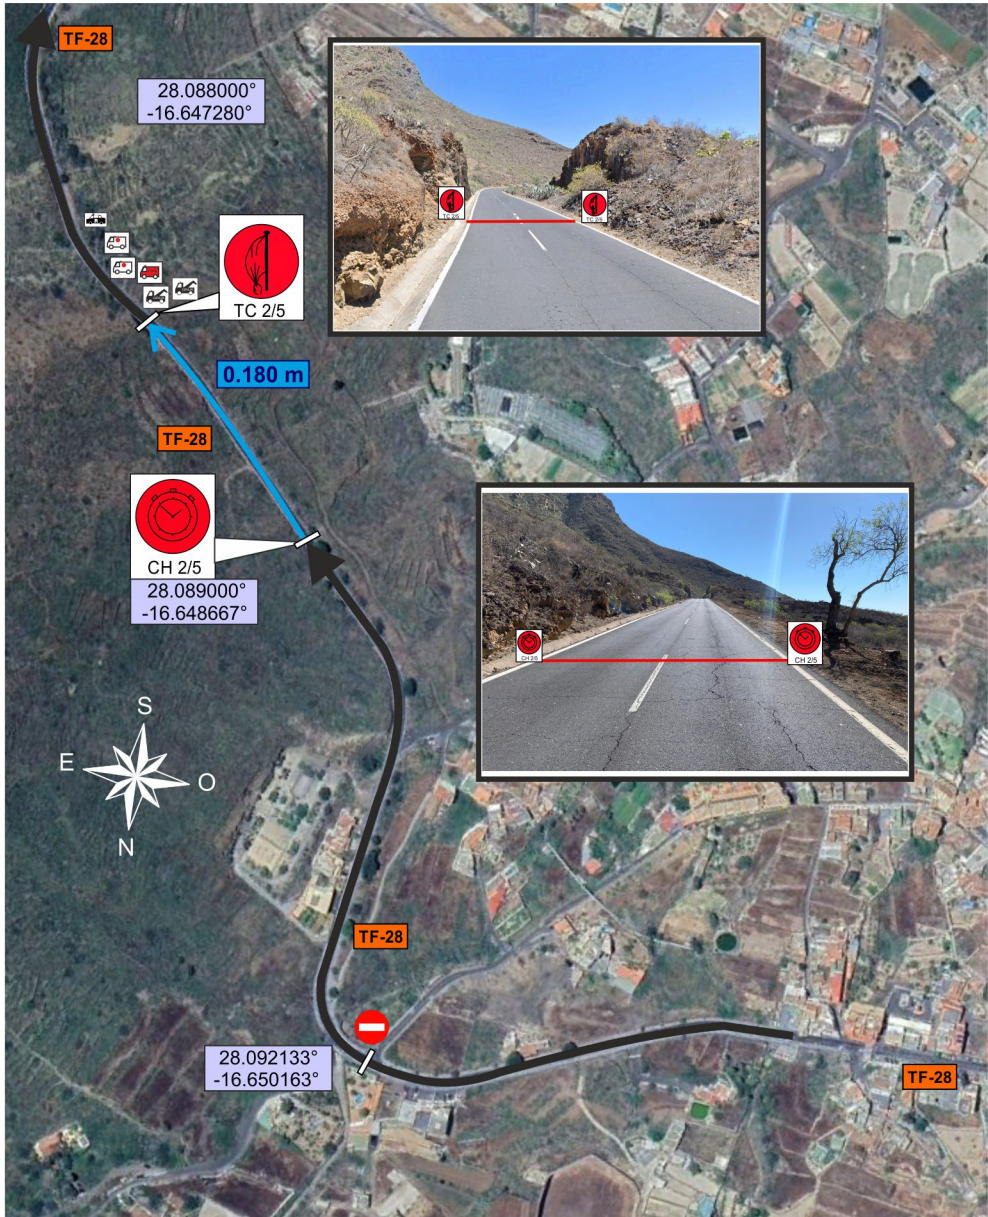 TF-28
28.088000°
-16.647280°
TC 2/5
TC 2/5
TC 2/5
0.180 m
TF-28
CH 2/5
28.089000°
-16.648667°
CH 2/5
CH 2/5
S
E
O
N
TF-28
28.092133°
-16.650163°
TF-28